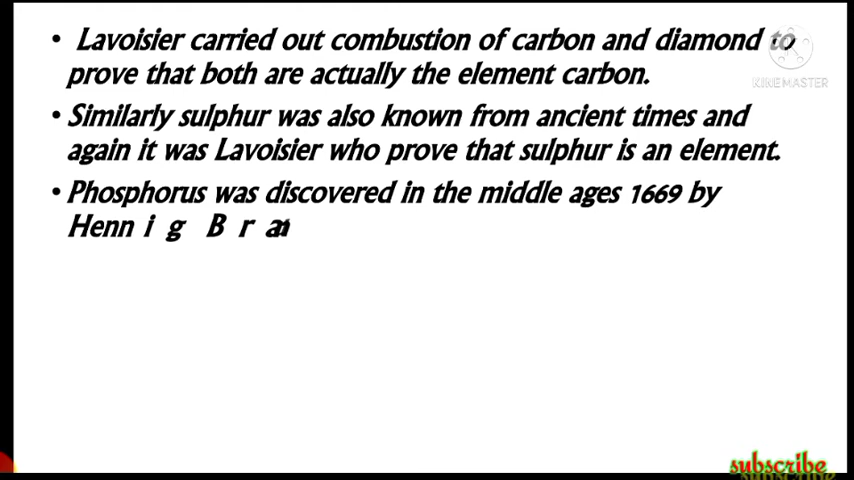 • Lavoisier carried out combustion of carbon and diamond to
prove that both are actually the element carbon.
• Similarly sulphur was also known from ancient times and
again it was Lavoisier who prove that sulphur is an element.
• Phosphorus was discovered in the middle ages 1669 by
Hennig
KINEMASTER
subscribe
subscribe